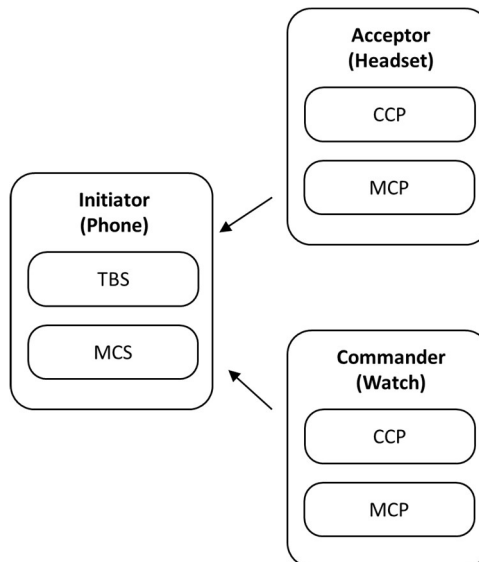 Acceptor
(Headset)
CCP
MCP
Initiator
(Phone)
TBS
MCS
Commander
(Watch)
CCP
MCP